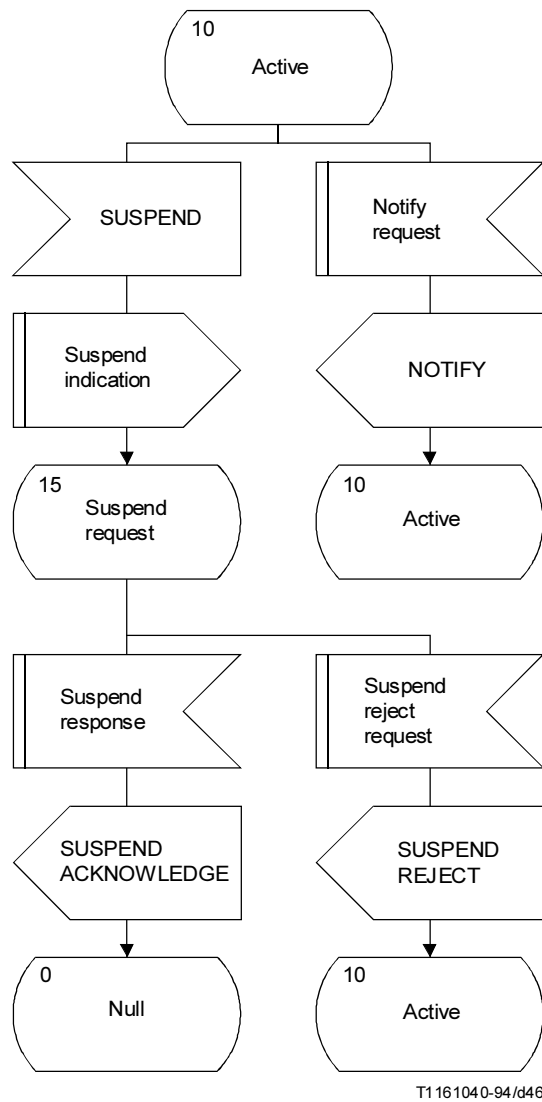 10
Active
SUSPEND
Notify
request
Suspend
indication
NOTIFY
15
Suspend
request
10
Active
Suspend
response
Suspend
reject
request
SUSPEND
ACKNOWLEDGE
SUSPEND
REJECT
0
Null
10
Active
T1161040-94/d46